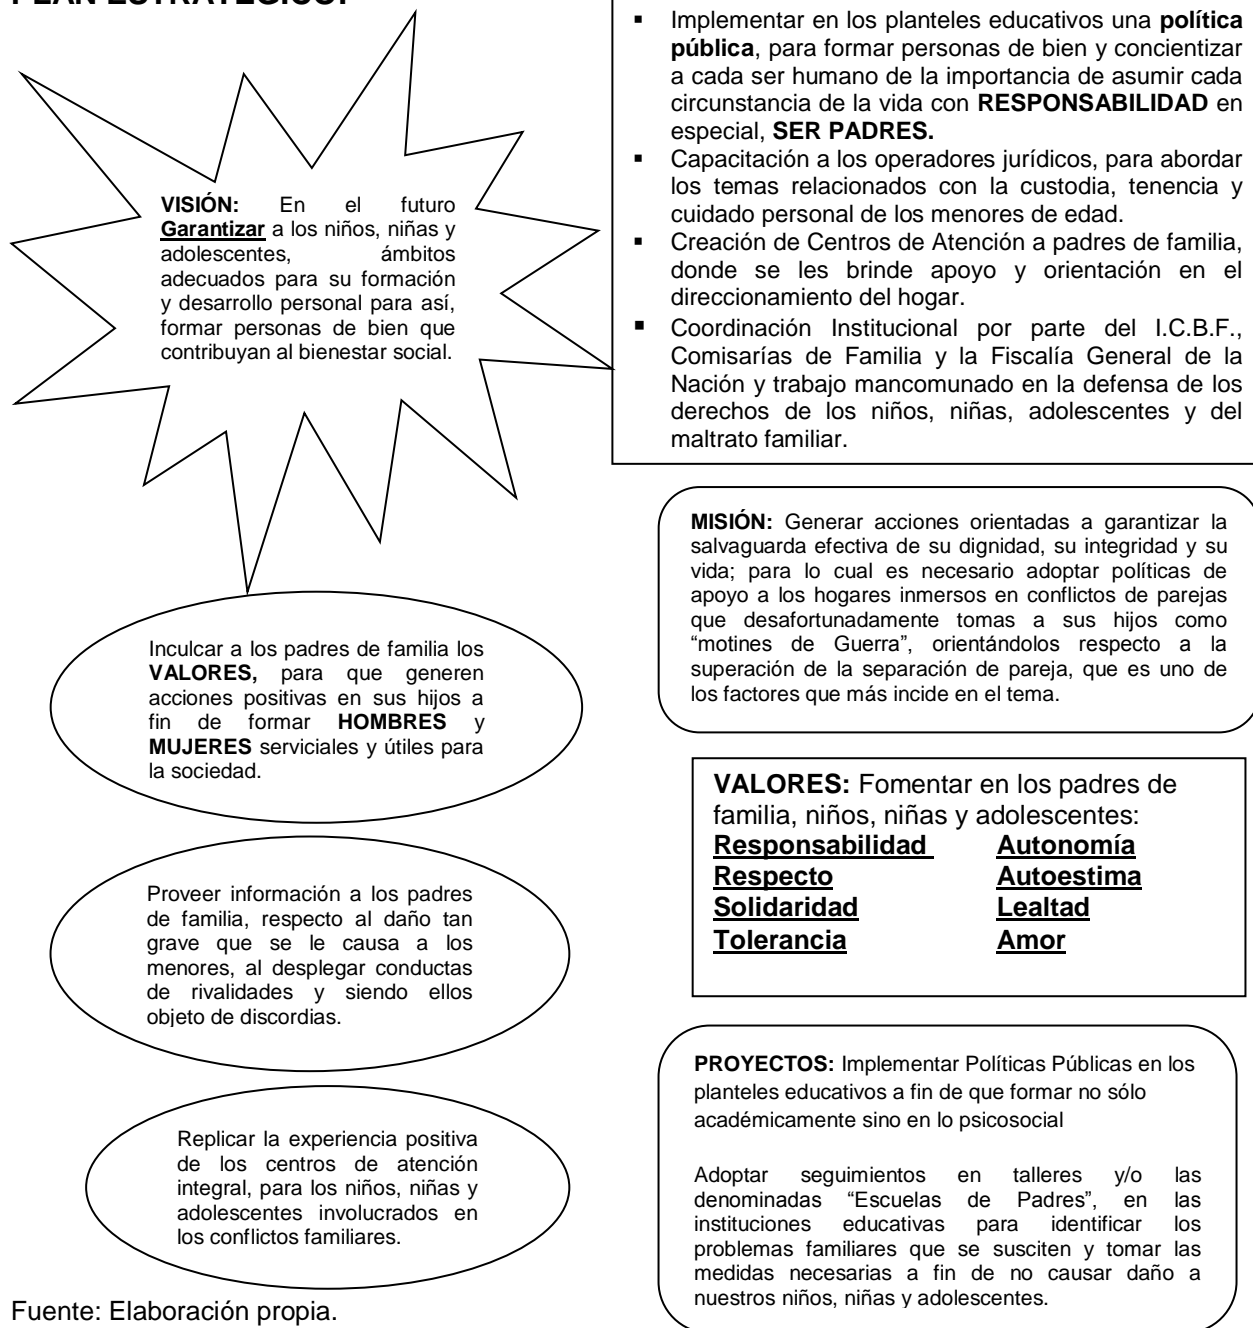 PLAN ESTRATÉGICO:
VISIÓN: En el futuro
Garantizar a los niños, niñas y
adolescentes, ámbitos
adecuados para su formación
y desarrollo personal para así,
formar personas de bien que
contribuyan al bienestar social.
▪ Implementar en los planteles educativos una política
pública, para formar personas de bien y concientizar
a cada ser humano de la importancia de asumir cada
circunstancia de la vida con RESPONSABILIDAD en
especial, SER PADRES.
▪ Capacitación a los operadores jurídicos, para abordar
los temas relacionados con la custodia, tenencia y
cuidado personal de los menores de edad.
▪ Creación de Centros de Atención a padres de familia,
donde se les brinde apoyo y orientación en el
direccionamiento del hogar.
▪ Coordinación Institucional por parte del I.C.B.F.,
Comisarías de Familia y la Fiscalía General de la
Nación y trabajo mancomunado en la defensa de los
derechos de los niños, niñas, adolescentes y del
maltrato familiar.
MISIÓN: Generar acciones orientadas a garantizar la
salvaguarda efectiva de su dignidad, su integridad y su
vida; para lo cual es necesario adoptar políticas de
apoyo a los hogares inmersos en conflictos de parejas
que desafortunadamente tomas a sus hijos como
“motines de Guerra”, orientándolos respecto a la
superación de la separación de pareja, que es uno de
los factores que más incide en el tema.
Inculcar a los padres de familia los
VALORES, para que generen
acciones positivas en sus hijos a
fin de formar HOMBRES y
MUJERES serviciales y útiles para
la sociedad.
VALORES: Fomentar en los padres de
familia, niños, niñas y adolescentes:
Responsabilidad Autonomía
Respecto Autoestima
Solidaridad Lealtad
Tolerancia Amor
Proveer información a los padres
de familia, respecto al daño tan
grave que se le causa a los
menores, al desplegar conductas
de rivalidades y siendo ellos
objeto de discordias.
PROYECTOS: Implementar Políticas Públicas en los
planteles educativos a fin de que formar no sólo
académicamente sino en lo psicosocial
Adoptar seguimientos en talleres y/o las
denominadas “Escuelas de Padres”, en las
instituciones educativas para identificar los
problemas familiares que se susciten y tomar las
medidas necesarias a fin de no causar daño a
nuestros niños, niñas y adolescentes.
Replicar la experiencia positiva
de los centros de atención
integral, para los niños, niñas y
adolescentes involucrados en
los conflictos familiares.
Fuente: Elaboración propia.